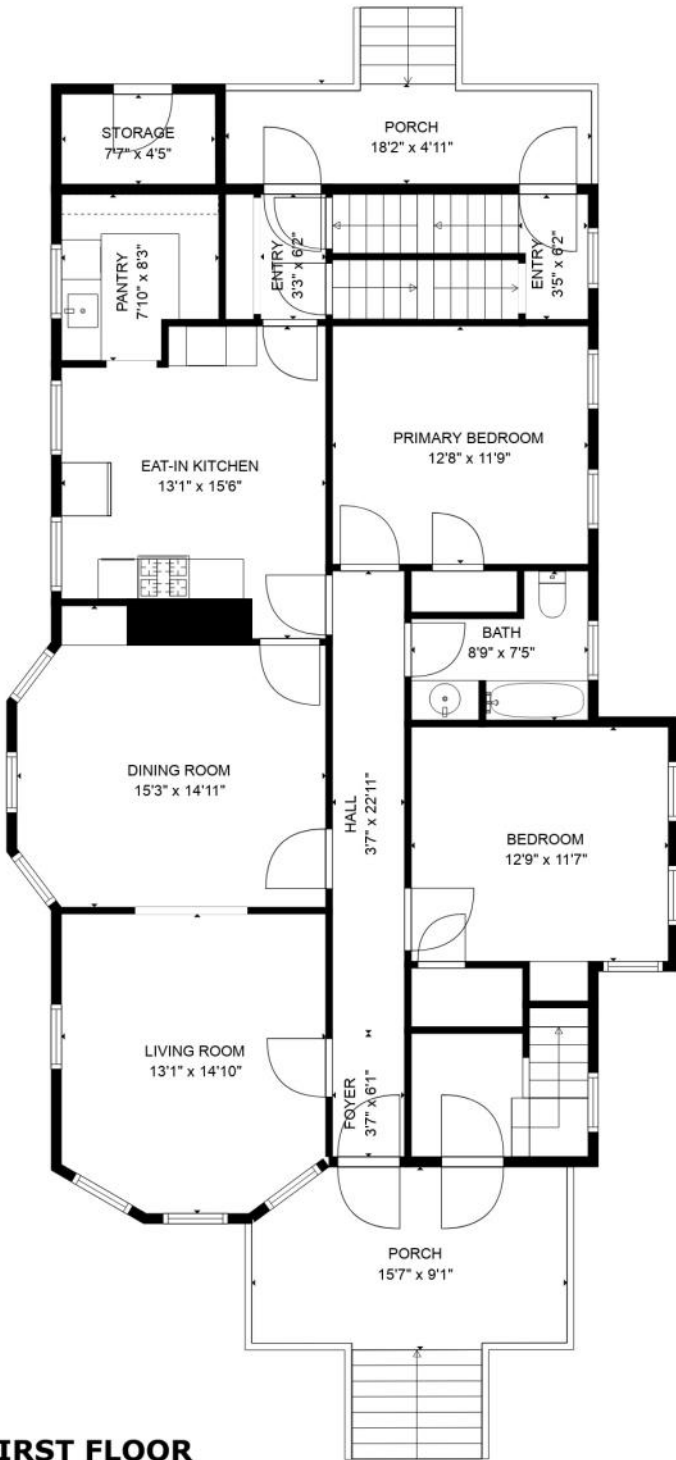 STORAGE
7'7" x 4'5"
PORCH
18'2" x 4'11"
PANTRY
7'10" x 8'3"
ENTRY
3'3" x 6'2"
ENTRY
3'5" x 6'2"
EAT-IN KITCHEN
13'1" x 15'6"
PRIMARY BEDROOM
12'8" x 11'9"
BATH
8'9" x 7'5"
DINING ROOM
15'3" x 14'11"
HALL
3'7" x 22'11"
BEDROOM
12'9" x 11'7"
LIVING ROOM
13'1" x 14'10"
FOYER
3'7" x 6'1"
PORCH
15'7" x 9'1"
IRST FLOOR